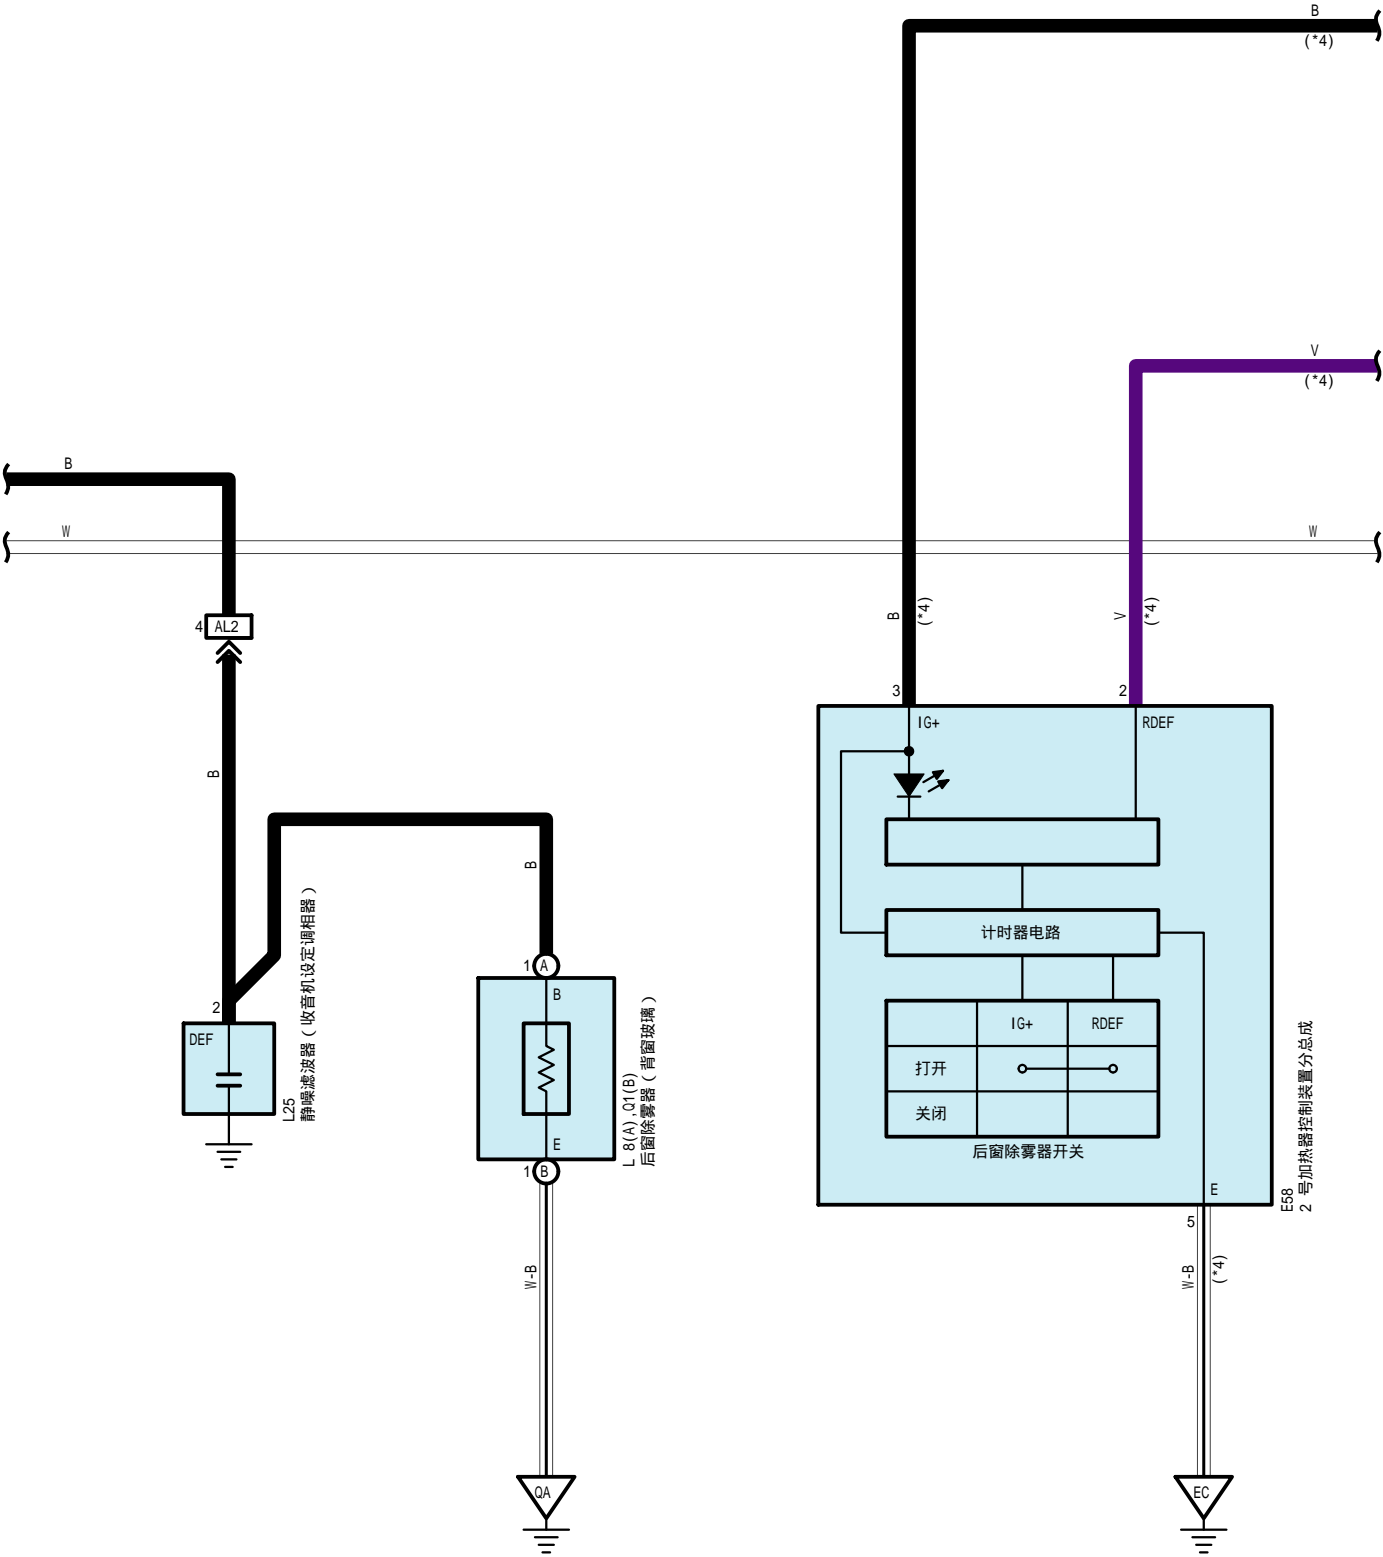 B
(*4)
V
(*4)
B
W
W
B
(*4)
V
(*4)
4
AL2
3
2
IG+
RDEF
B
B
计时器电路
1
A
B
2
DEF
L25
静噪滤波器（收音机设定调相器）
IG+
RDEF
打开
关闭
后窗除雾器开关
E
1
B
L 8(A),Q1(B)
后窗除雾器（背窗玻璃）
E
5
E58
2 号加热器控制装置分总成
W-B
W-B
(*4)
QA
EC